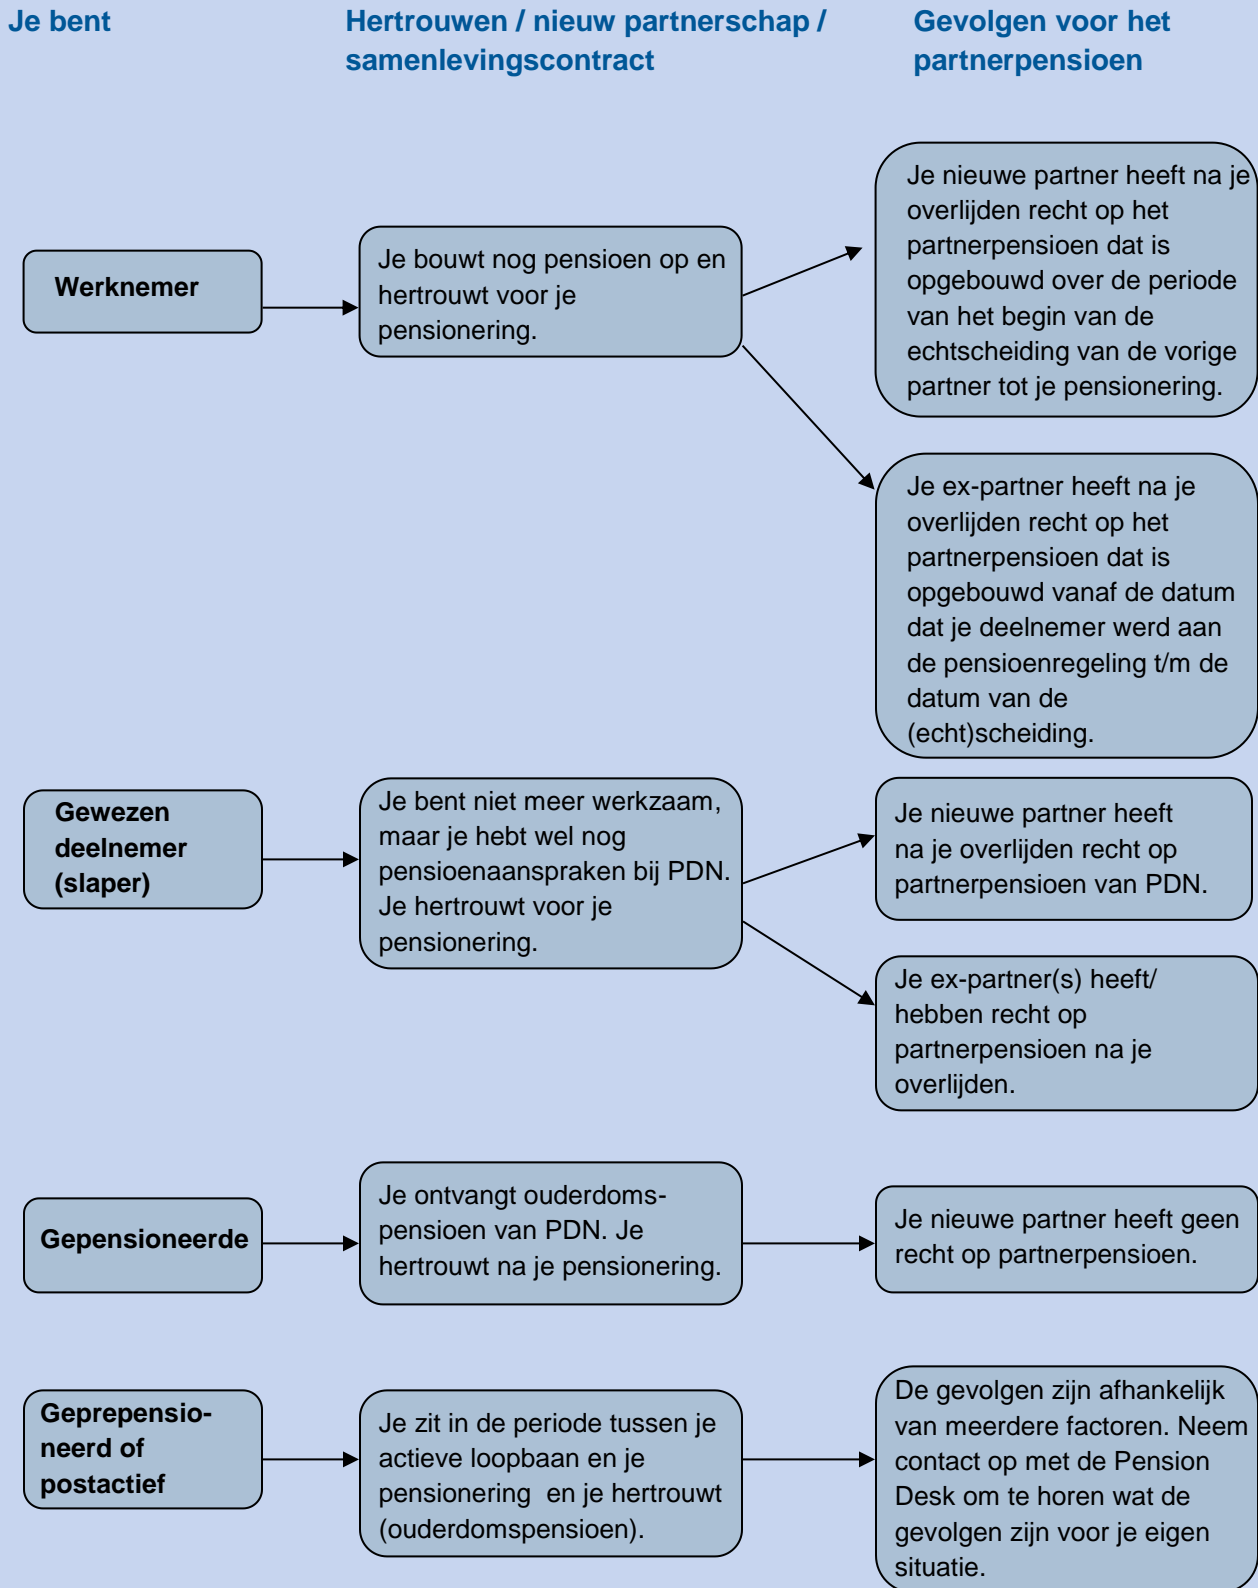 Je bent
Hertrouwen / nieuw partnerschap /
samenlevingscontract
Gevolgen voor het
partnerpensioen
Werknemer
Je bouwt nog pensioen op en
hertrouwt voor je
pensionering.
Je nieuwe partner heeft na je
overlijden recht op het
partnerpensioen dat is
opgebouwd over de periode
van het begin van de
echtscheiding van de vorige
partner tot je pensionering.
Je ex-partner heeft na je
overlijden recht op het
partnerpensioen dat is
opgebouwd vanaf de datum
dat je deelnemer werd aan
de pensioenregeling t/m de
datum van de
(echt)scheiding.
Gewezen
deelnemer
(slaper)
Je bent niet meer werkzaam,
maar je hebt wel nog
pensioenaanspraken bij PDN.
Je hertrouwt voor je
pensionering.
Je nieuwe partner heeft
na je overlijden recht op
partnerpensioen van PDN.
Je ex-partner(s) heeft/
hebben recht op
partnerpensioen na je
overlijden.
Gepensioneerde
Je ontvangt ouderdoms-
pensioen van PDN. Je
hertrouwt na je pensionering.
Je nieuwe partner heeft geen
recht op partnerpensioen.
Geprepensio-
neerd of
postactief
Je zit in de periode tussen je
actieve loopbaan en je
pensionering  en je hertrouwt
(ouderdomspensioen).
De gevolgen zijn afhankelijk
van meerdere factoren. Neem
contact op met de Pension
Desk om te horen wat de
gevolgen zijn voor je eigen
situatie.